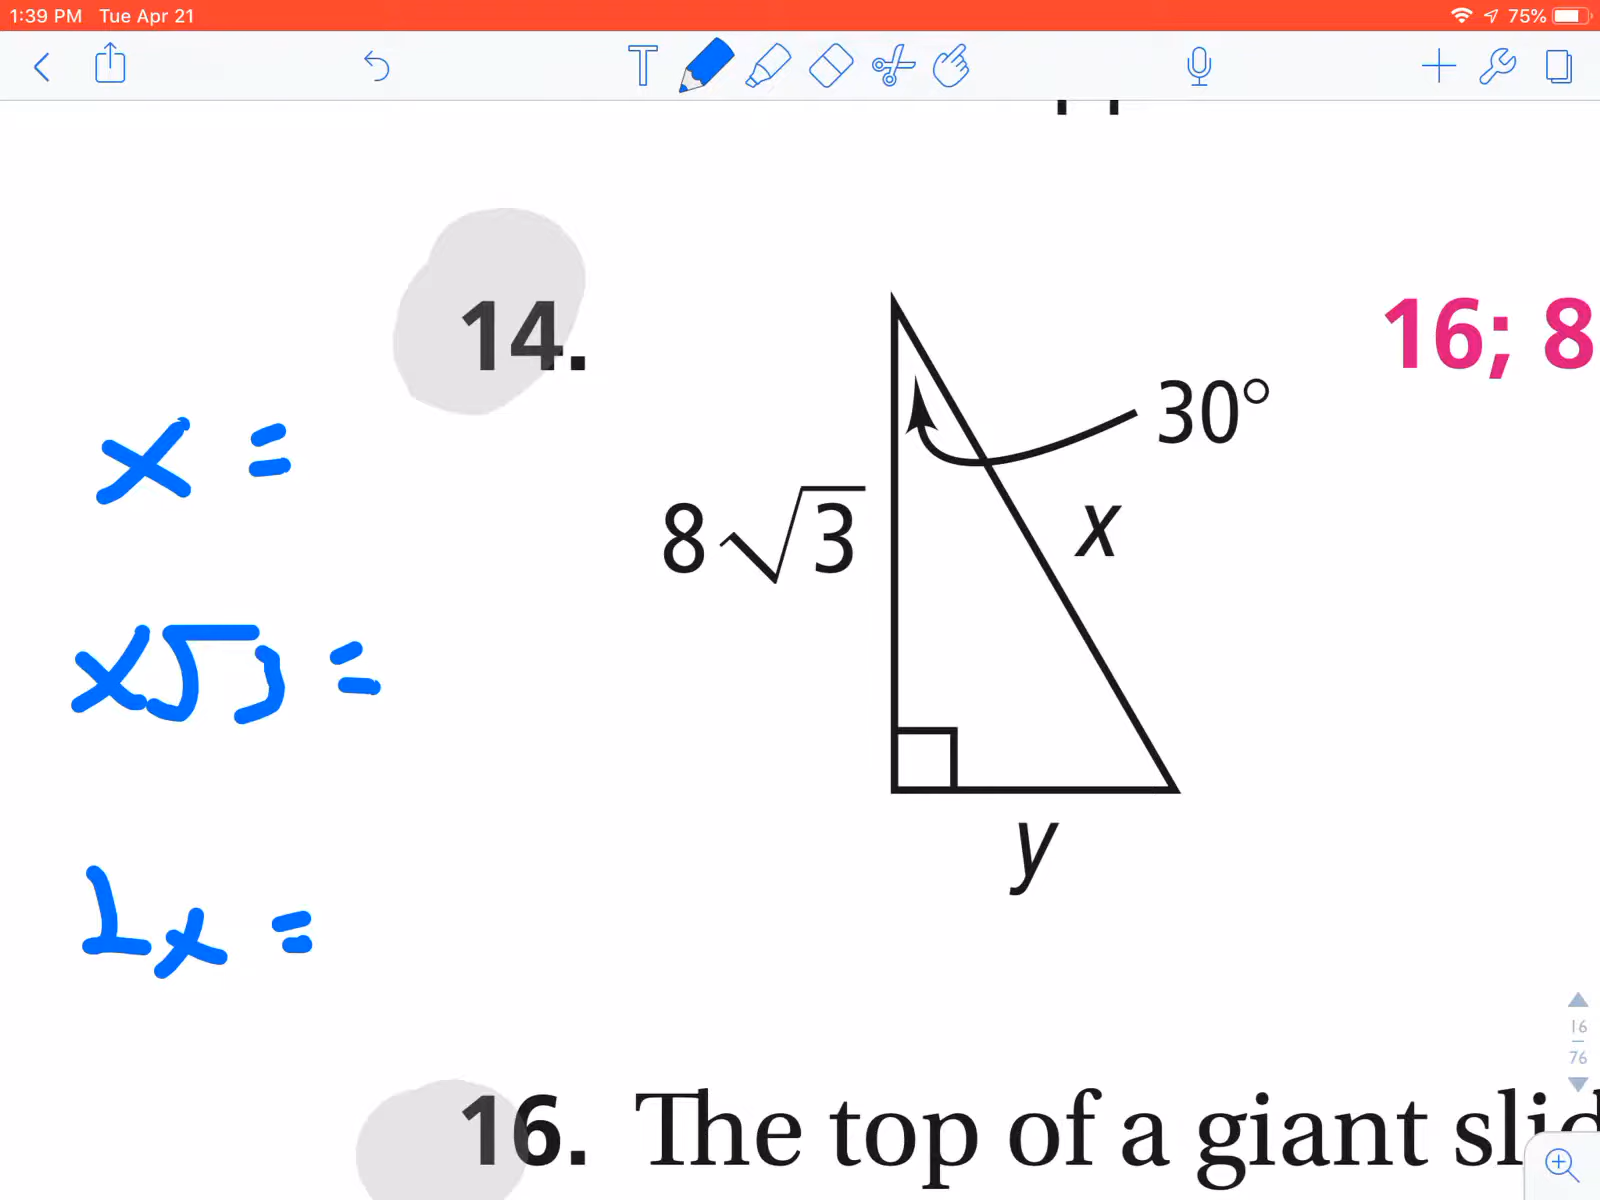 1:39 PM Tue Apr 21
75%
T
14.
16; 8
30°
x =
8√3
x
x√3 =
y
2x =
16
76
16. The top of a giant slid